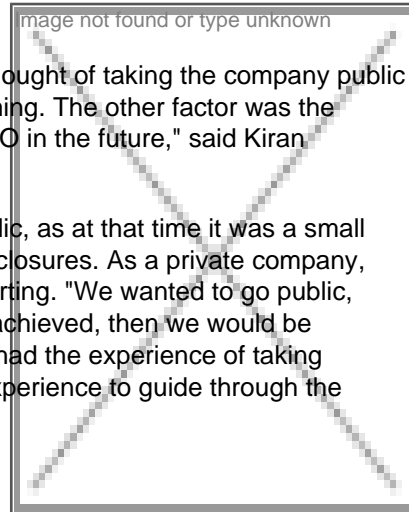 Image not found or type unknown
ought of taking the company public
ing. The other factor was the
O in the future," said Kiran
lic, as at that time it was a small
closures. As a private company,
rting. "We wanted to go public,
achieved, then we would be
had the experience of taking
xperience to guide through the